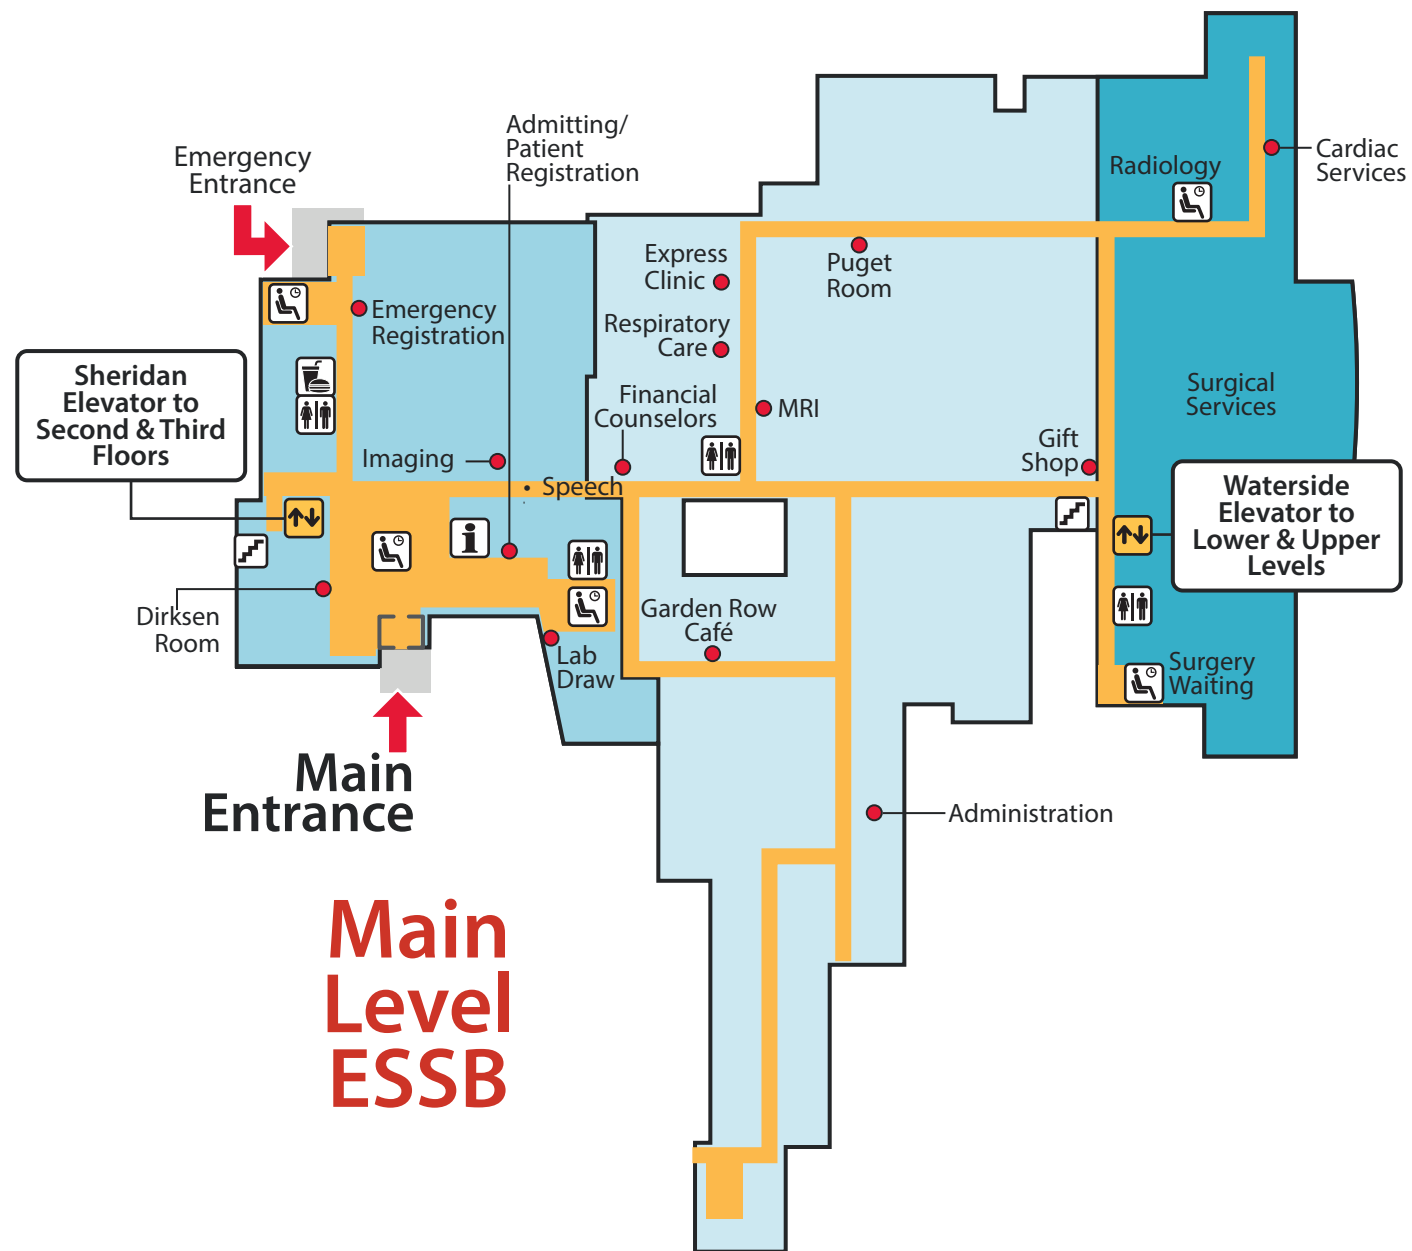 Admitting/
Patient
Registration
Emergency
Entrance
Cardiac
Services
Radiology
Express
Clinic
Puget
Room
Emergency
Registration
Respiratory
Care
Sheridan
Elevator to
Second & Third
Floors
Financial
Counselors
MRI
Surgical
Services
Imaging
Gift
Shop
Speech
Waterside
Elevator to
Lower & Upper
Levels
i
Dirksen
Room
Garden Row
Café
Lab
Draw
Surgery
Waiting
Main
Entrance
Administration
Main
Level
ESSB